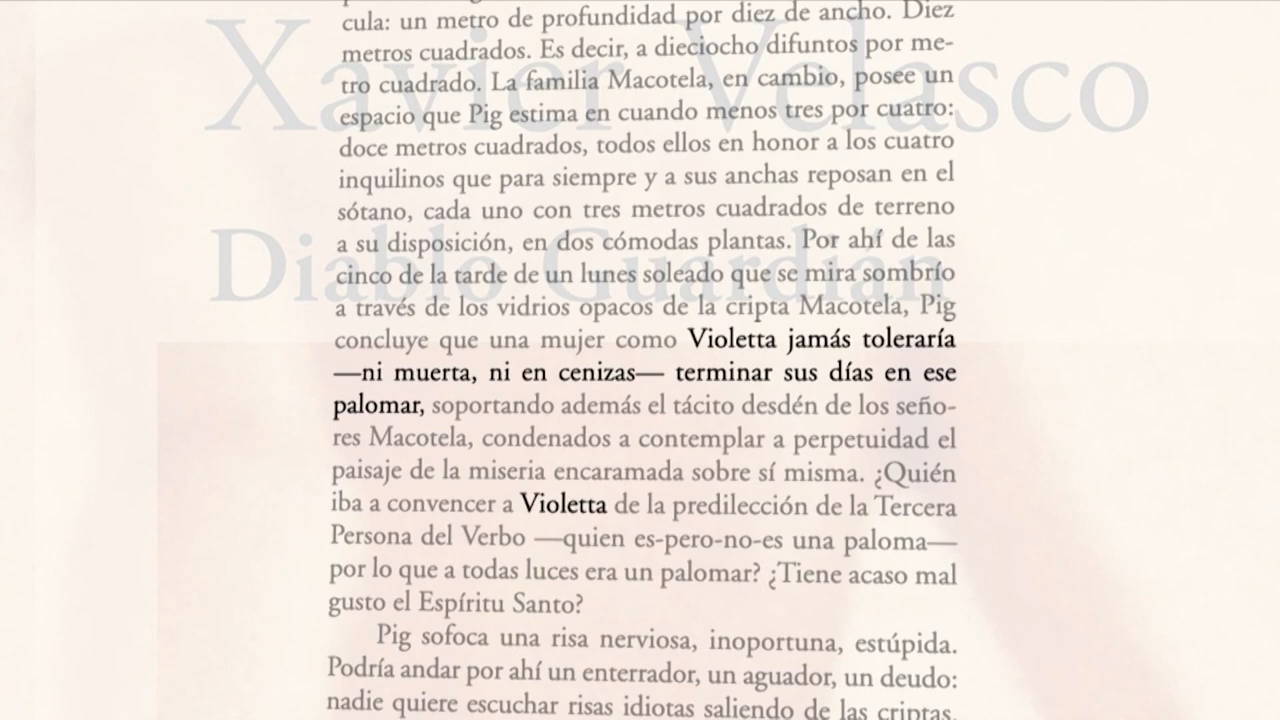 Xavier Velasco
Diablo Guardián
cula: un metro de profundidad por diez de ancho. Diez
metros cuadrados. Es decir, a dieciocho difuntos por me-
tro cuadrado. La familia Macotela, en cambio, posee un
espacio que Pig estima en cuando menos tres por cuatro:
doce metros cuadrados, todos ellos en honor a los cuatro
inquilinos que para siempre y a sus anchas reposan en el
sótano, cada uno con tres metros cuadrados de terreno
a su disposición, en dos cómodas plantas. Por ahí de las
cinco de la tarde de un lunes soleado que se mira sombrío
a través de los vidrios opacos de la cripta Macotela, Pig
concluye que una mujer como Violetta jamás toleraría
—ni muerta, ni en cenizas— terminar sus días en ese
palomar, soportando además el tácito desdén de los seño-
res Macotela, condenados a contemplar a perpetuidad el
paisaje de la miseria encaramada sobre sí misma. ¿Quién
iba a convencer a Violetta de la predilección de la Tercera
Persona del Verbo —quien es-pero-no-es una paloma—
por lo que a todas luces era un palomar? ¿Tiene acaso mal
gusto el Espíritu Santo?
Pig sofoca una risa nerviosa, inoportuna, estúpida.
Podría andar por ahí un enterrador, un aguador, un deudo:
nadie quiere escuchar risas idiotas saliendo de las criptas.